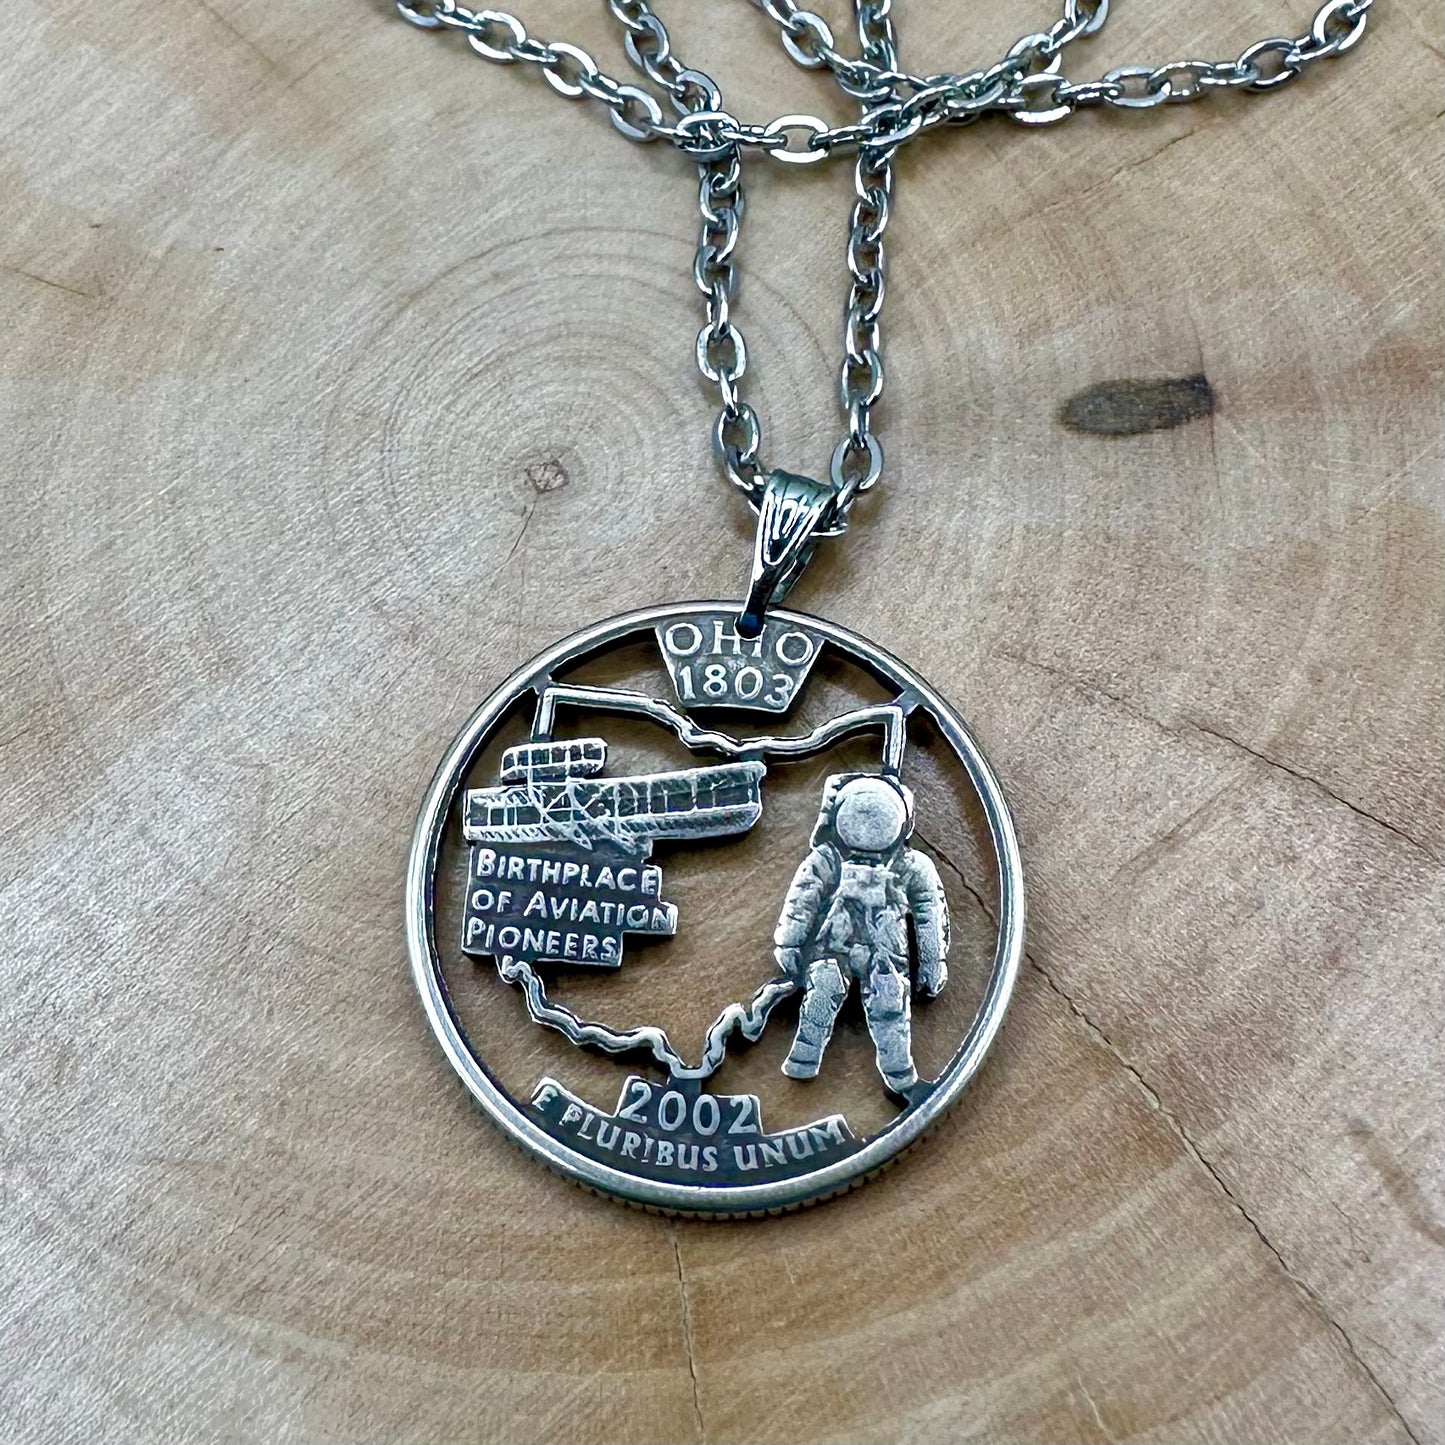 OHIO
1803
BIRTHPLACE
OF AVIATION
PIONEERS
2002
E PLURIBUS UNUM